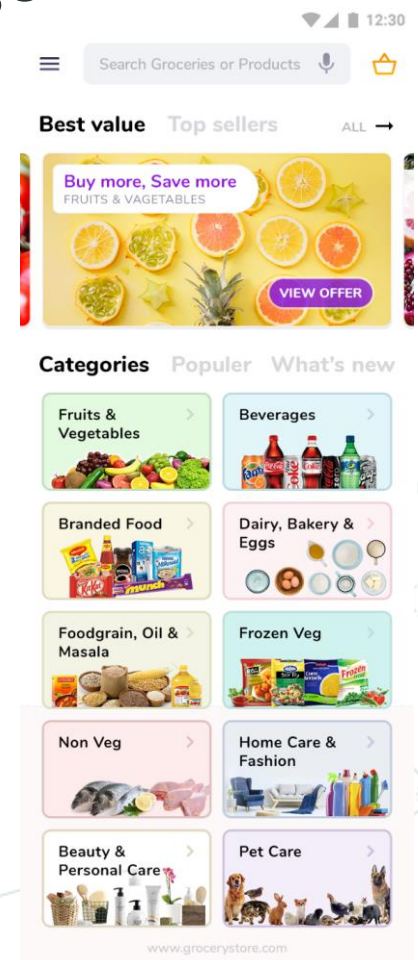 12:30
Search Groceries or Products
Best value Top sellers ALL
Buy more, Save more
FRUITS & VAGETABLES
VIEW OFFER
Categories Populer What's new
Fruits &
Vegetables
Beverages
Branded Food
Dairy, Bakery &
Eggs
Foodgrain, Oil &
Masala
Frozen Veg
Non Veg
Home Care &
Fashion
Beauty &
Personal Care
Pet Care
www.grocerystore.com